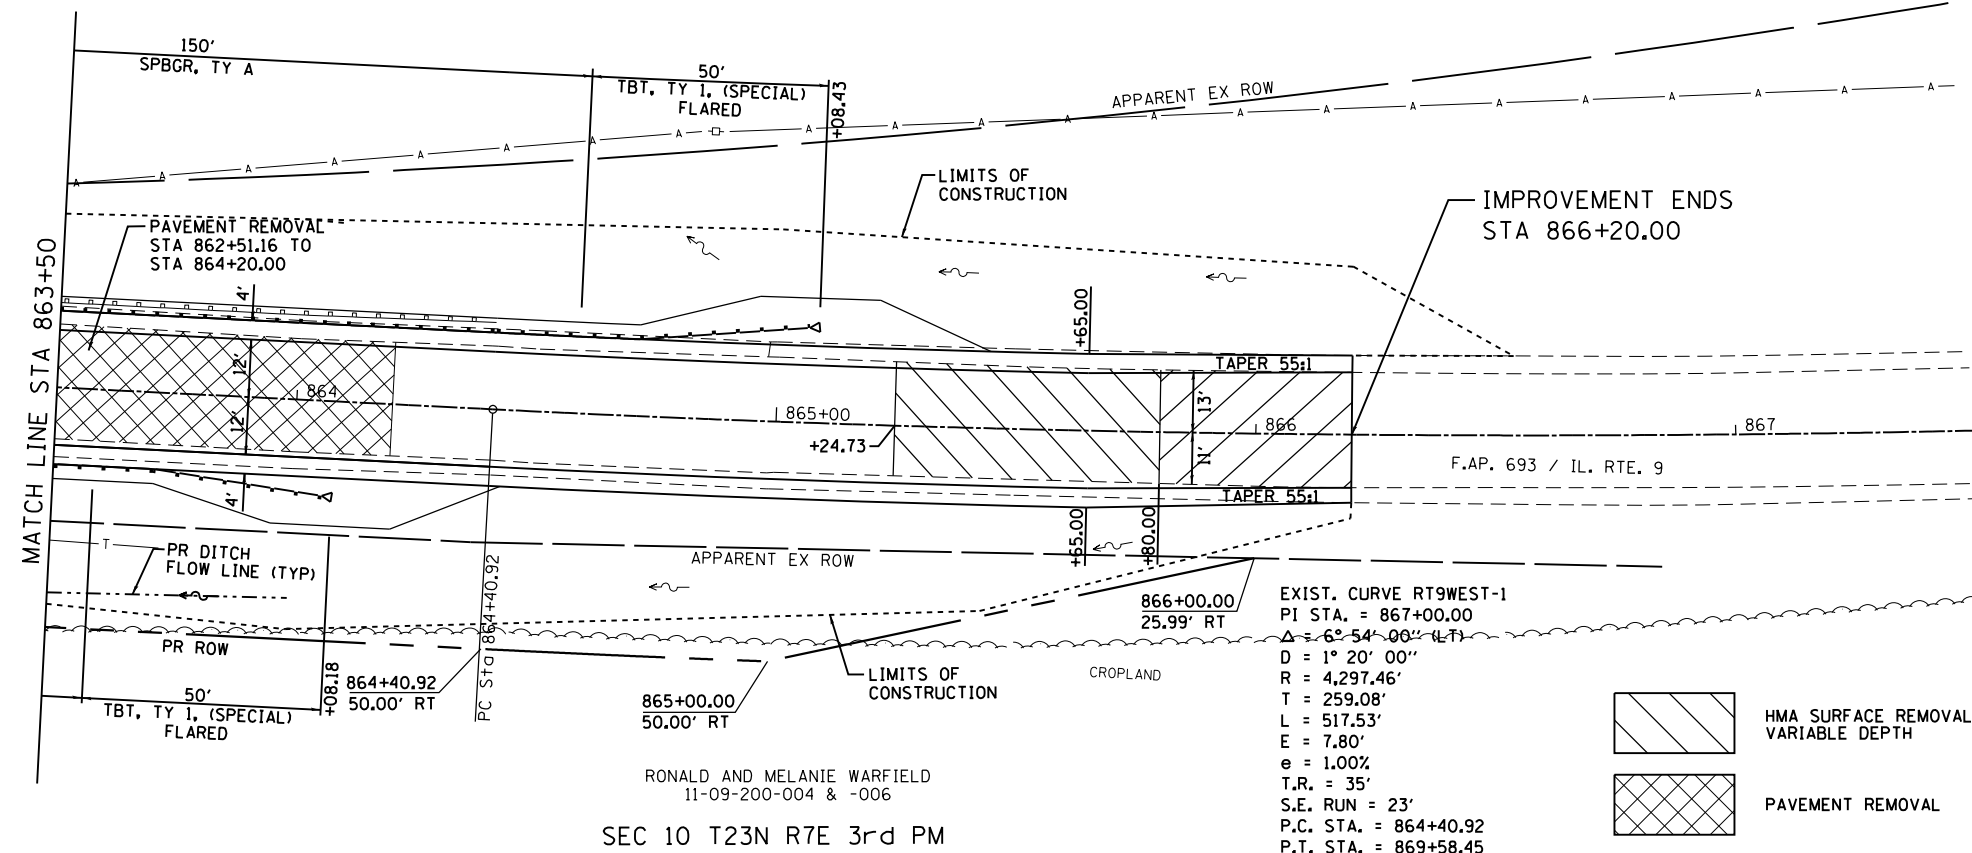 150'
SPBGR, TY A
50'
TBT, TY 1, (SPECIAL)
FLARED
+08.43
APPARENT EX ROW
A A A A A A A A A A A A A A A A A A A A A A
LIMITS OF
CONSTRUCTION
IMPROVEMENT ENDS
STA 866+20.00
PAVEMENT REMOVAL
STA 862+51.16 TO
STA 864+20.00
MATCH LINE STA 863+50
4'
12'
12'
4'
864
865+00
+24.73
+65.00
TAPER 55:1
13'
11'
866
867
F.A.P. 693 / IL. RTE. 9
TAPER 55:1
+65.00
+80.00
T
PR DITCH
FLOW LINE (TYP)
APPARENT EX ROW
PC Sta 864+40.92
PR ROW
50'
TBT, TY 1, (SPECIAL)
FLARED
+08.18
864+40.92
50.00' RT
865+00.00
50.00' RT
LIMITS OF
CONSTRUCTION
866+00.00
25.99' RT
CROPLAND
EXIST. CURVE RT9WEST-1
PI STA. = 867+00.00
Δ = 6° 54' 00" (LT)
D = 1° 20' 00"
R = 4,297.46'
T = 259.08'
L = 517.53'
E = 7.80'
e = 1.00%
T.R. = 35'
S.E. RUN = 23'
P.C. STA. = 864+40.92
P.T. STA. = 869+58.45
RONALD AND MELANIE WARFIELD
11-09-200-004 & -006
SEC 10 T23N R7E 3rd PM
HMA SURFACE REMOVAL
VARIABLE DEPTH
PAVEMENT REMOVAL